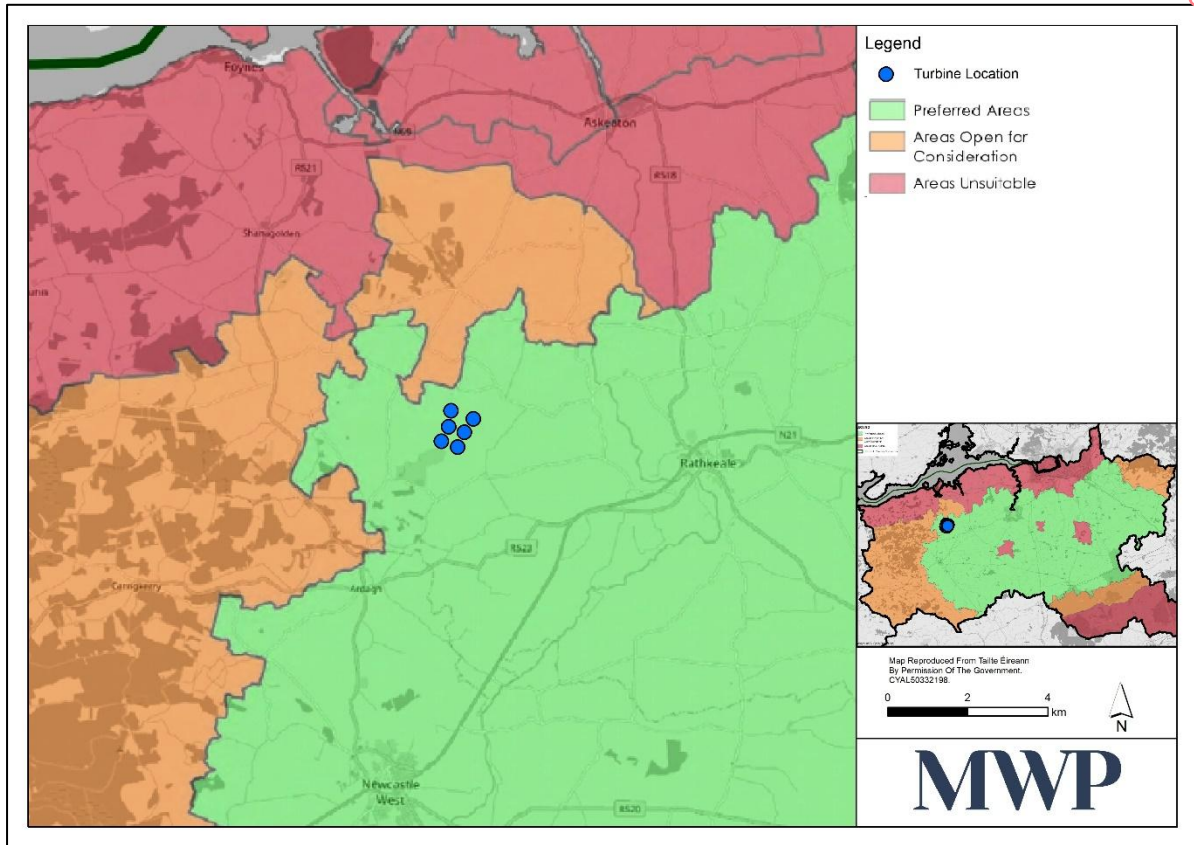 Foynes
N69
Askeaton
R521
R518
Shanagolden
N21
Rathkeale
R523
Carrigkerry
Ardagh
Newcastle
West
R520
Legend
Turbine Location
Preferred Areas
Areas Open for
Consideration
Areas Unsuitable
Map Reproduced From Tailte Éireann
By Permission Of The Government.
CYAL50332198.
0 2 4
km
N
MWP